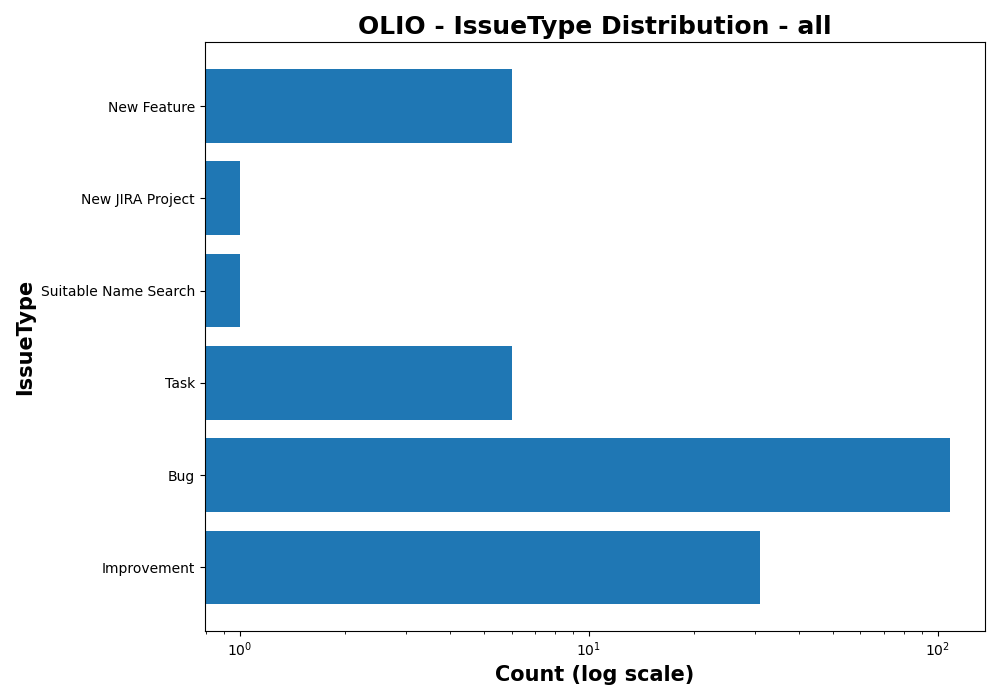 OLIO - IssueType Distribution - all
IssueType
New Feature
New JIRA Project
Suitable Name Search
Task
Bug
Improvement
10⁰ 10¹ 10²
Count (log scale)